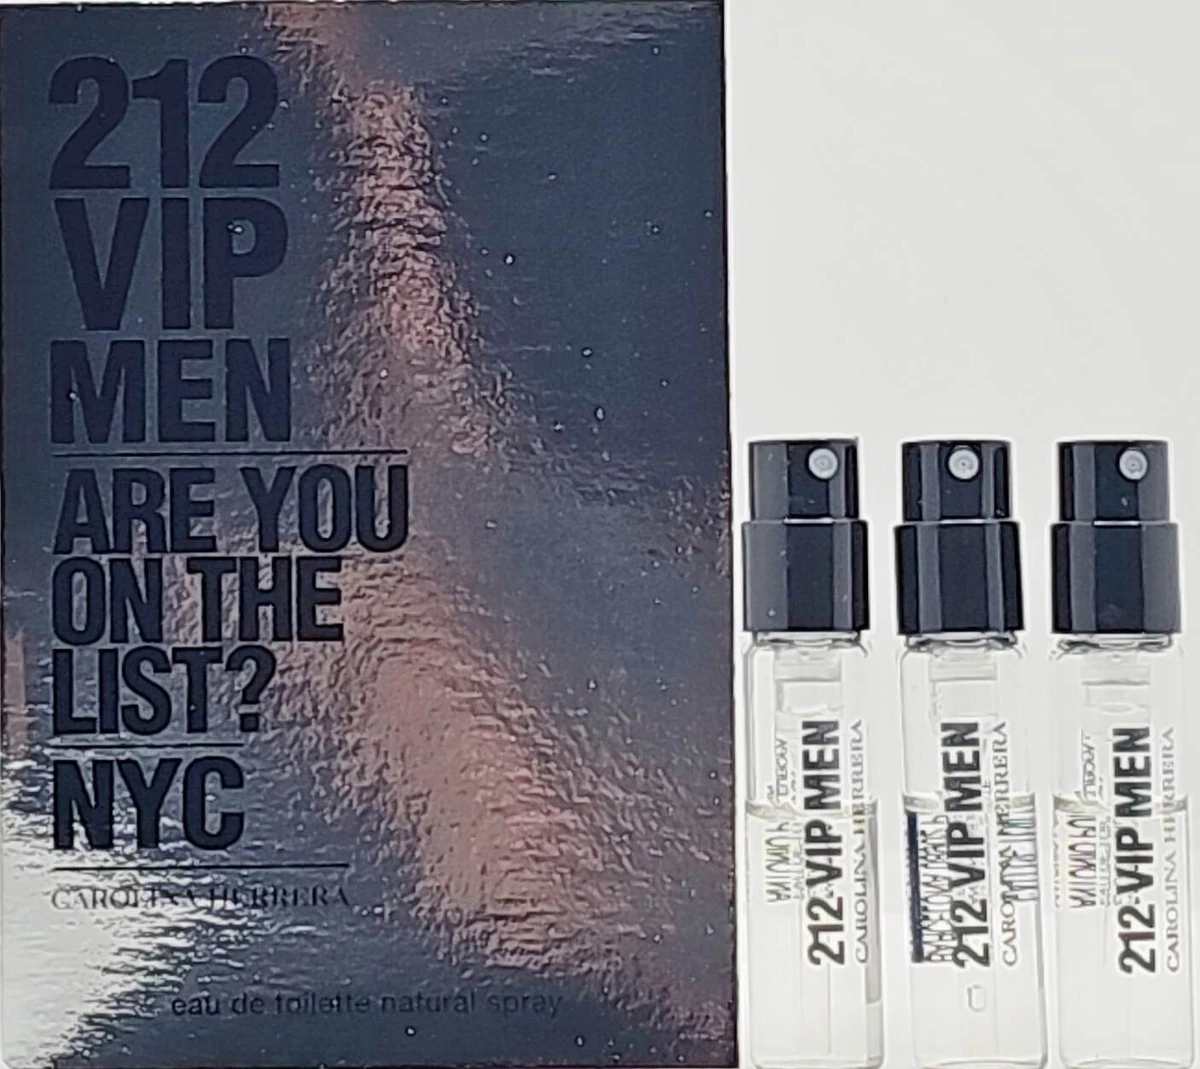 212
VIP
MEN
ARE YOU
ON THE
LIST?
NYC
CAROLINA HERRERA
eau de toilette natural spray
212 VIP MEN
CAROLINA HERRERA
212 VIP MEN
CAROLINA HERRERA
212 VIP MEN
CAROLINA HERRERA